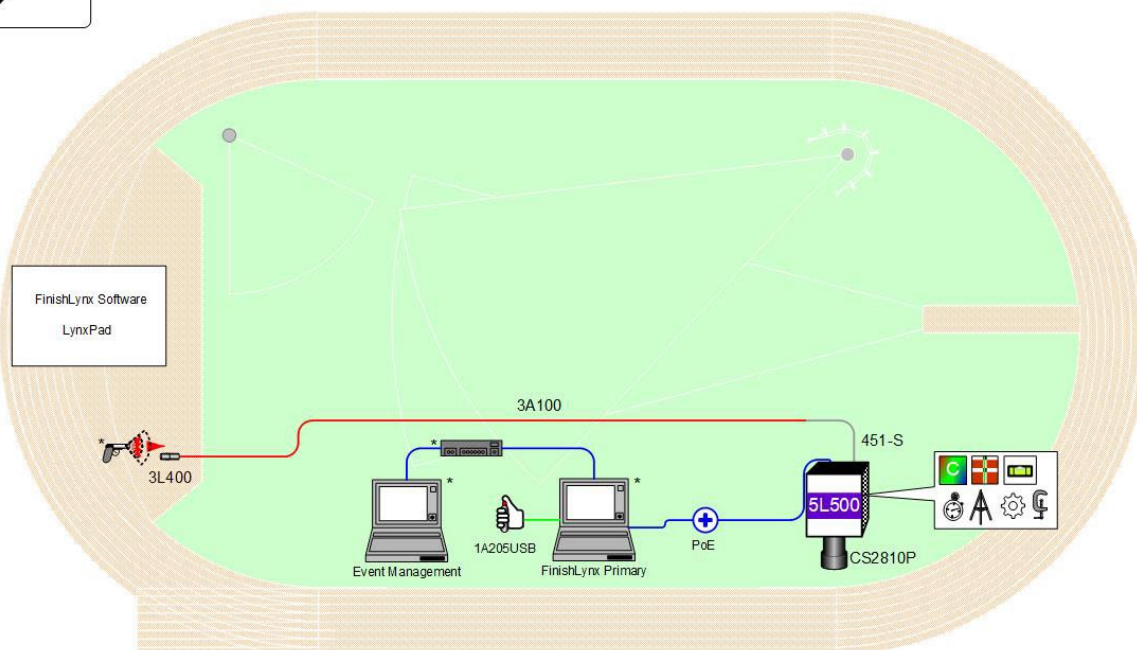 FinishLynx Software
LynxPad
3A100
451-S
*
3L400
*
*
*
C
5L500
1A205USB
PoE
CS2810P
Event Management
FinishLynx Primary